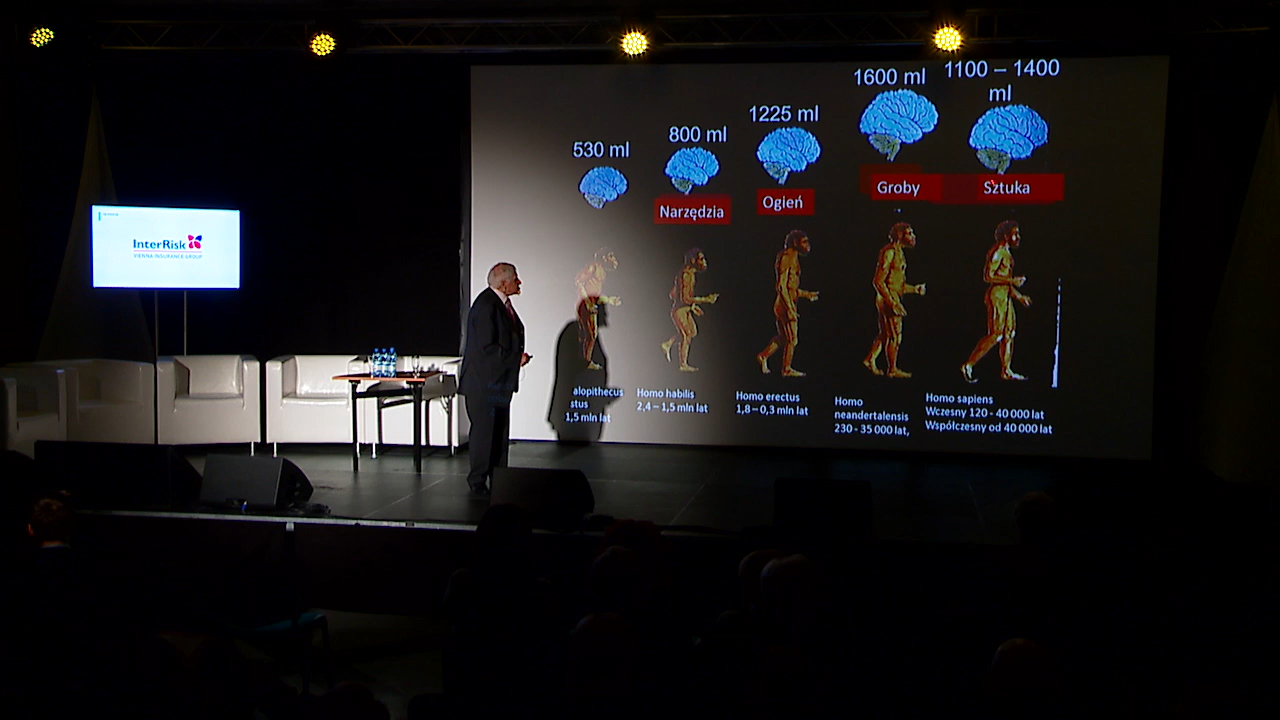 InterRisk
VIENNA INSURANCE GROUP
530 ml
800 ml
1225 ml
1600 ml
1100 – 1400
ml
Narzędzia
Ogień
Groby
Sztuka
alopithecus
stus
1,5 mln lat
Homo habilis
2,4 – 1,5 mln lat
Homo erectus
1,8 – 0,3 mln lat
Homo
neandertalensis
230 - 35 000 lat,
Homo sapiens
Wczesny 120 - 40 000 lat
Współczesny od 40 000 lat